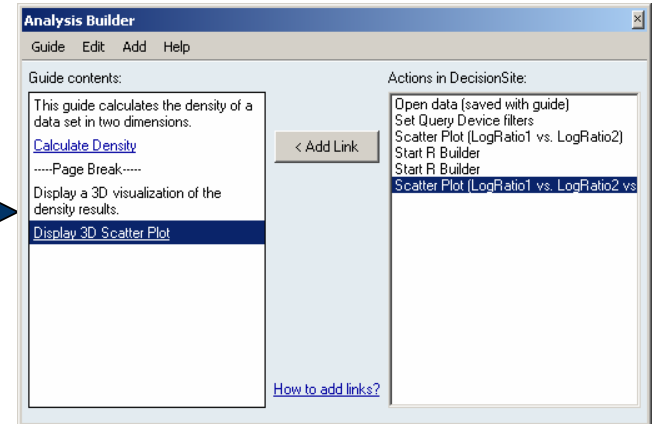 Analysis Builder
Guide Edit Add Help
Guide contents:
This guide calculates the density of a
data set in two dimensions.
Calculate Density
-----Page Break-----
Display a 3D visualization of the
density results.
Display 3D Scatter Plot
< Add Link
How to add links?
Actions in DecisionSite:
Open data (saved with guide)
Set Query Device filters
Scatter Plot (LogRatio1 vs. LogRatio2)
Start R Builder
Start R Builder
Scatter Plot (LogRatio1 vs. LogRatio2 vs